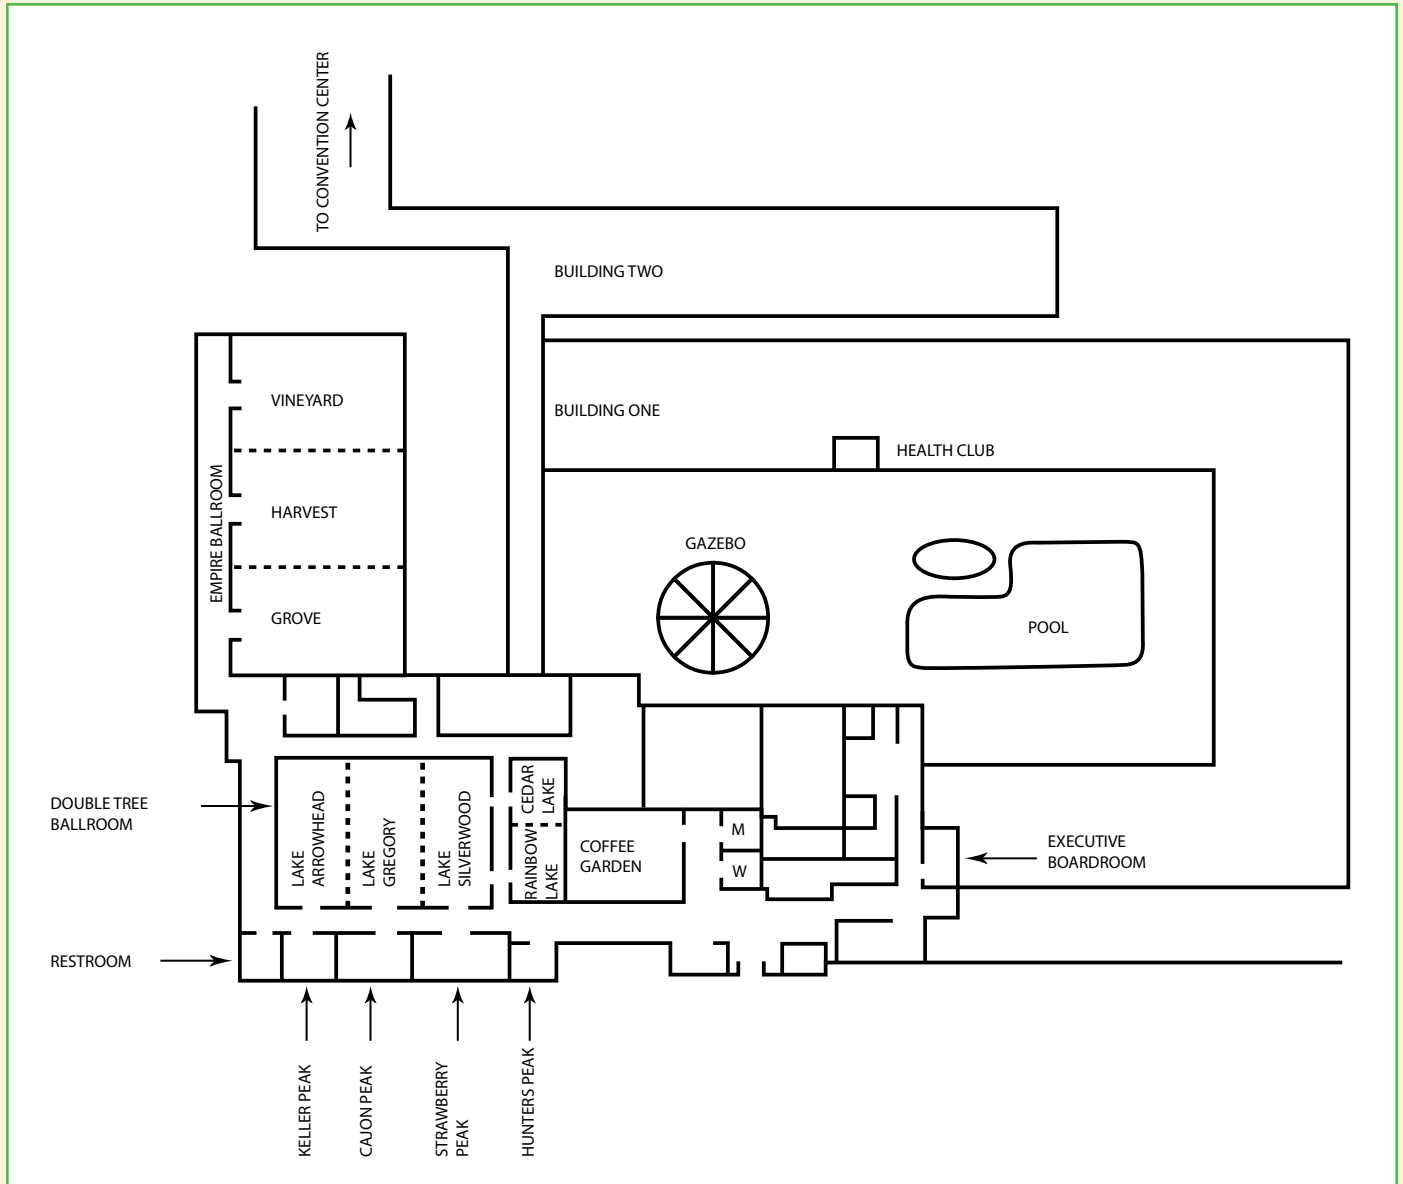 TO CONVENTION CENTER
BUILDING TWO
BUILDING ONE
HEALTH CLUB
VINEYARD
HARVEST
GROVE
EMPIRE BALLROOM
GAZEBO
POOL
DOUBLE TREE
BALLROOM
LAKE
ARROWHEAD
LAKE
GREGORY
LAKE
SILVERWOOD
CEDAR
LAKE
RAINBOW
LAKE
COFFEE
GARDEN
M
W
EXECUTIVE
BOARDROOM
RESTROOM
KELLER PEAK
CAJON PEAK
STRAWBERRY
PEAK
HUNTERS PEAK